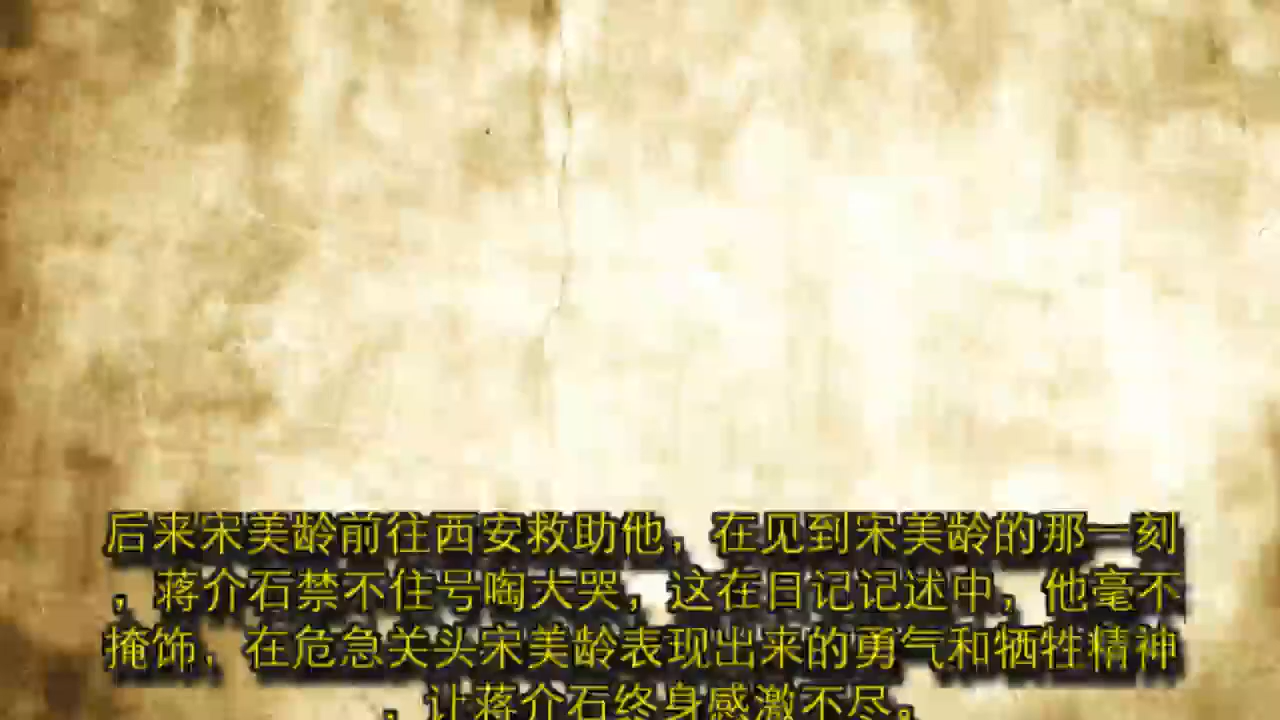 后来宋美龄前往西安救助他，在见到宋美龄的那一刻
，蒋介石禁不住号啕大哭，这在日记记述中，他毫不
掩饰，在危急关头宋美龄表现出来的勇气和牺牲精神
，让蒋介石终身感激不尽。